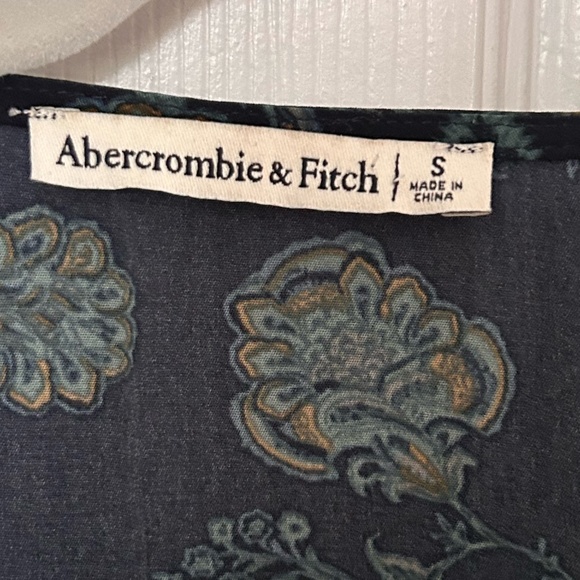 Abercrombie & Fitch
S
MADE IN
CHINA